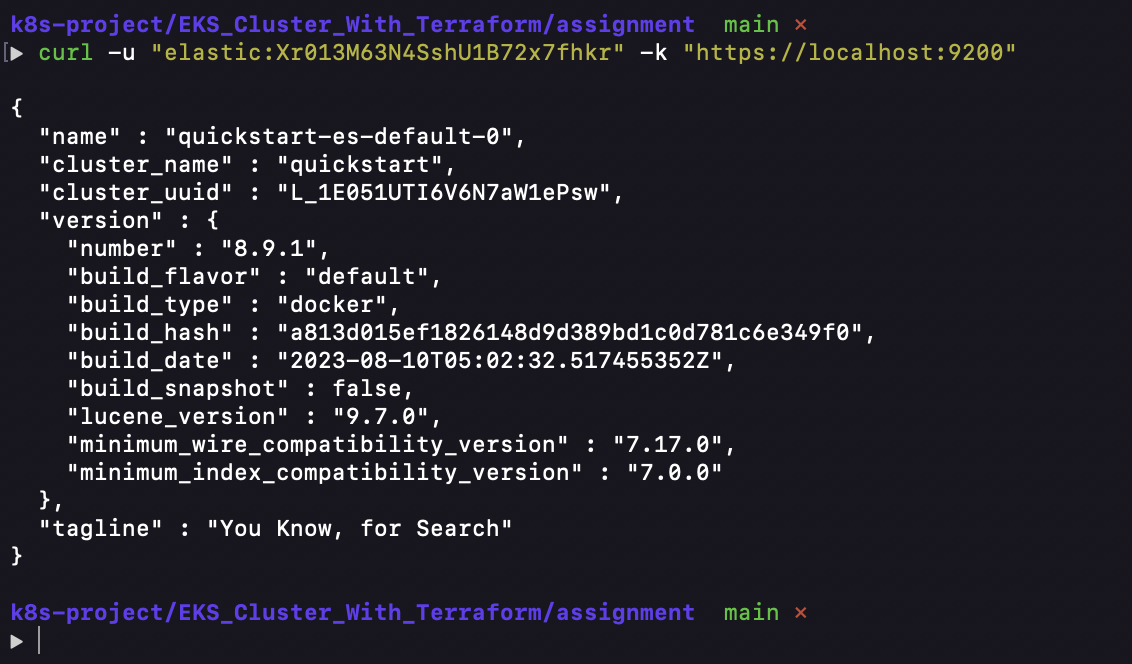 k8s-project/EKS_Cluster_With_Terraform/assignment main ×
[▶ curl -u "elastic:Xr013M63N4SshU1B72x7fhkr" -k "https://localhost:9200"
{
  "name" : "quickstart-es-default-0",
  "cluster_name" : "quickstart",
  "cluster_uuid" : "L_1E051UTI6V6N7aW1ePsw",
  "version" : {
    "number" : "8.9.1",
    "build_flavor" : "default",
    "build_type" : "docker",
    "build_hash" : "a813d015ef1826148d9d389bd1c0d781c6e349f0",
    "build_date" : "2023-08-10T05:02:32.517455352Z",
    "build_snapshot" : false,
    "lucene_version" : "9.7.0",
    "minimum_wire_compatibility_version" : "7.17.0",
    "minimum_index_compatibility_version" : "7.0.0"
  },
  "tagline" : "You Know, for Search"
}
k8s-project/EKS_Cluster_With_Terraform/assignment main ×
▶